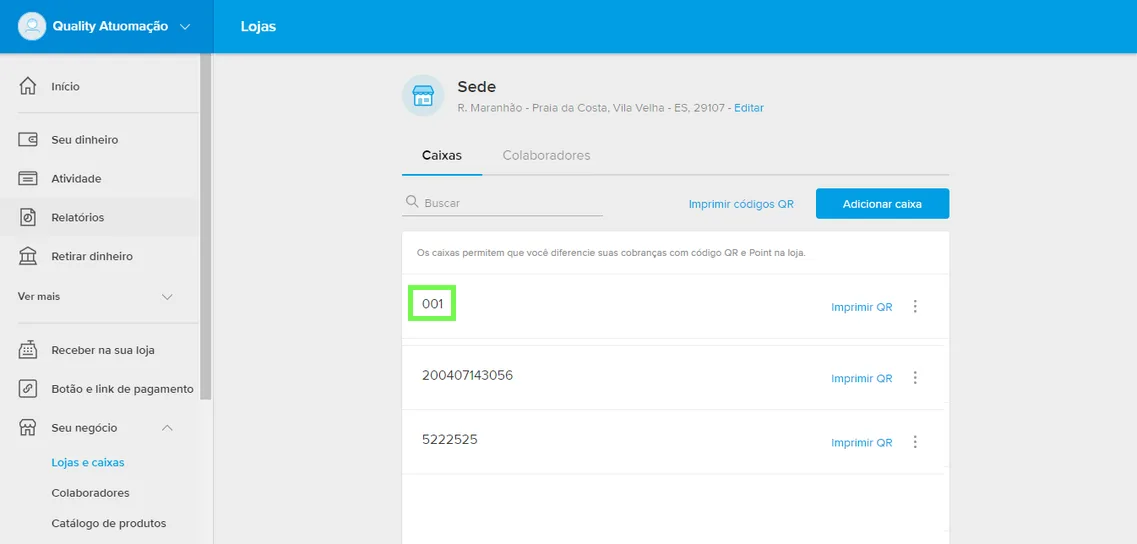 Quality Atuomação
Lojas
Início
Seu dinheiro
Atividade
Relatórios
Retirar dinheiro
Ver mais
Receber na sua loja
Botão e link de pagamento
Seu negócio
Lojas e caixas
Colaboradores
Catálogo de produtos
Sede
R. Maranhão - Praia da Costa, Vila Velha - ES, 29107 - Editar
Caixas
Colaboradores
Buscar
Imprimir códigos QR
Adicionar caixa
Os caixas permitem que você diferencie suas cobranças com código QR e Point na loja.
001
Imprimir QR
200407143056
Imprimir QR
5222525
Imprimir QR